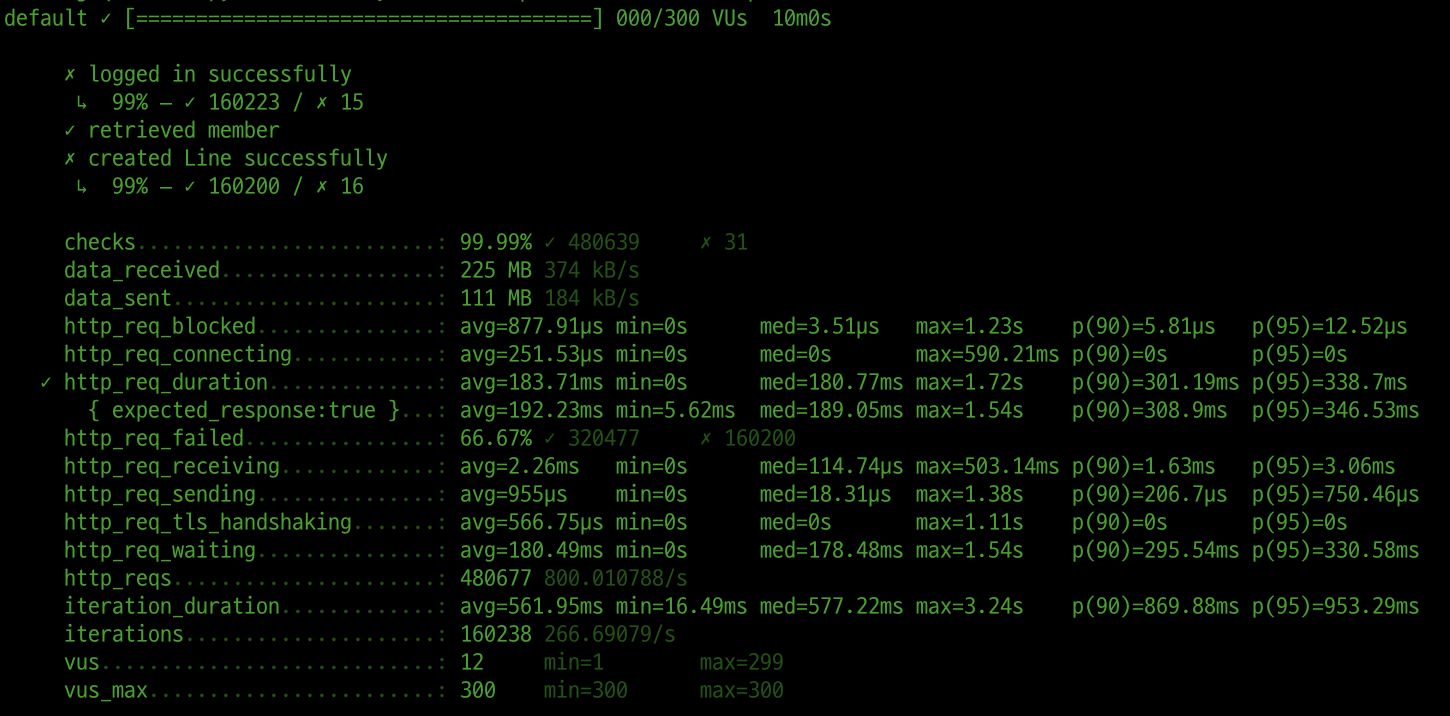 default ✓ [======================================] 000/300 VUs  10m0s
✗ logged in successfully
↳  99% — ✓ 160223 / ✗ 15
✓ retrieved member
✗ created Line successfully
↳  99% — ✓ 160200 / ✗ 16
checks.........................: 99.99% ✓ 480639     ✗ 31
data_received..................: 225 MB 374 kB/s
data_sent......................: 111 MB 184 kB/s
http_req_blocked...............: avg=877.91µs min=0s      med=3.51µs   max=1.23s    p(90)=5.81µs   p(95)=12.52µs
http_req_connecting............: avg=251.53µs min=0s      med=0s       max=590.21ms p(90)=0s       p(95)=0s
✓ http_req_duration..............: avg=183.71ms min=0s      med=180.77ms max=1.72s    p(90)=301.19ms p(95)=338.7ms
{ expected_response:true }...: avg=192.23ms min=5.62ms  med=189.05ms max=1.54s    p(90)=308.9ms  p(95)=346.53ms
http_req_failed................: 66.67% ✓ 320477     ✗ 160200
http_req_receiving.............: avg=2.26ms   min=0s      med=114.74µs max=503.14ms p(90)=1.63ms   p(95)=3.06ms
http_req_sending...............: avg=955µs    min=0s      med=18.31µs  max=1.38s    p(90)=206.7µs  p(95)=750.46µs
http_req_tls_handshaking.......: avg=566.75µs min=0s      med=0s       max=1.11s    p(90)=0s       p(95)=0s
http_req_waiting...............: avg=180.49ms min=0s      med=178.48ms max=1.54s    p(90)=295.54ms p(95)=330.58ms
http_reqs......................: 480677 800.010788/s
iteration_duration.............: avg=561.95ms min=16.49ms med=577.22ms max=3.24s    p(90)=869.88ms p(95)=953.29ms
iterations.....................: 160238 266.69079/s
vus............................: 12     min=1        max=299
vus_max........................: 300    min=300      max=300